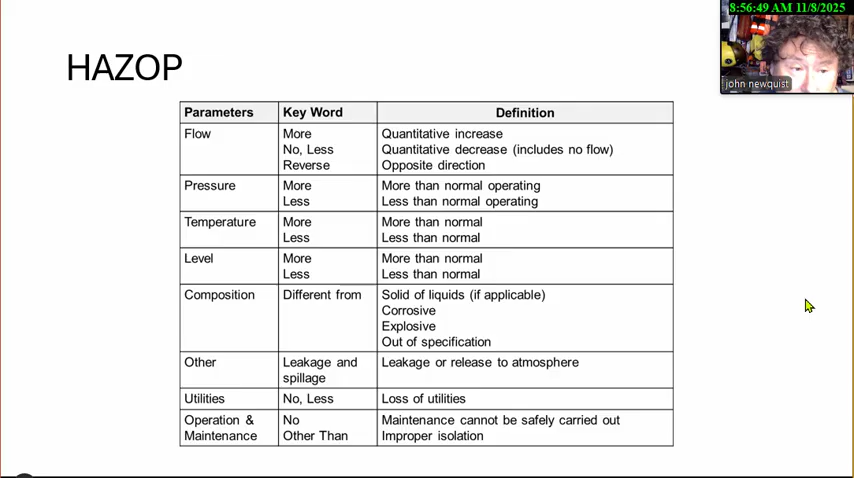 8:56:49 AM 11/8/2025
john newquist
HAZOP
Parameters Key Word Definition
Flow More Quantitative increase
No, Less Quantitative decrease (includes no flow)
Reverse Opposite direction
Pressure More More than normal operating
Less Less than normal operating
Temperature More More than normal
Less Less than normal
Level More More than normal
Less Less than normal
Composition Different from Solid of liquids (if applicable)
Corrosive
Explosive
Out of specification
Other Leakage and Leakage or release to atmosphere
spillage
Utilities No, Less Loss of utilities
Operation & No Maintenance cannot be safely carried out
Maintenance Other Than Improper isolation